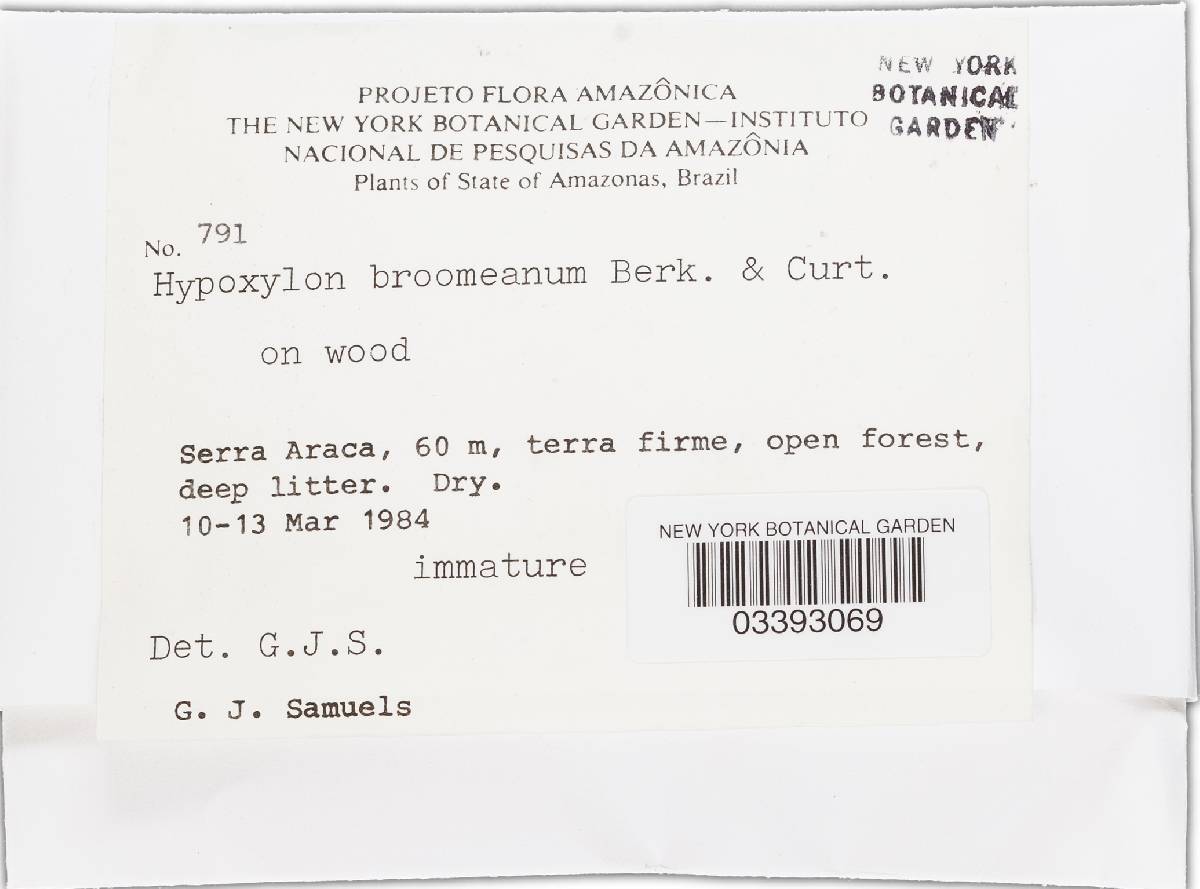 NEW YORK
BOTANICAL
GARDEN
PROJETO FLORA AMAZÔNICA
THE NEW YORK BOTANICAL GARDEN—INSTITUTO
NACIONAL DE PESQUISAS DA AMAZÔNIA
Plants of State of Amazonas, Brazil
No. 791
Hypoxylon broomeanum Berk. & Curt.
on wood
Serra Araca, 60 m, terra firme, open forest,
deep litter. Dry.
10-13 Mar 1984
immature
NEW YORK BOTANICAL GARDEN
03393069
Det. G.J.S.
G. J. Samuels